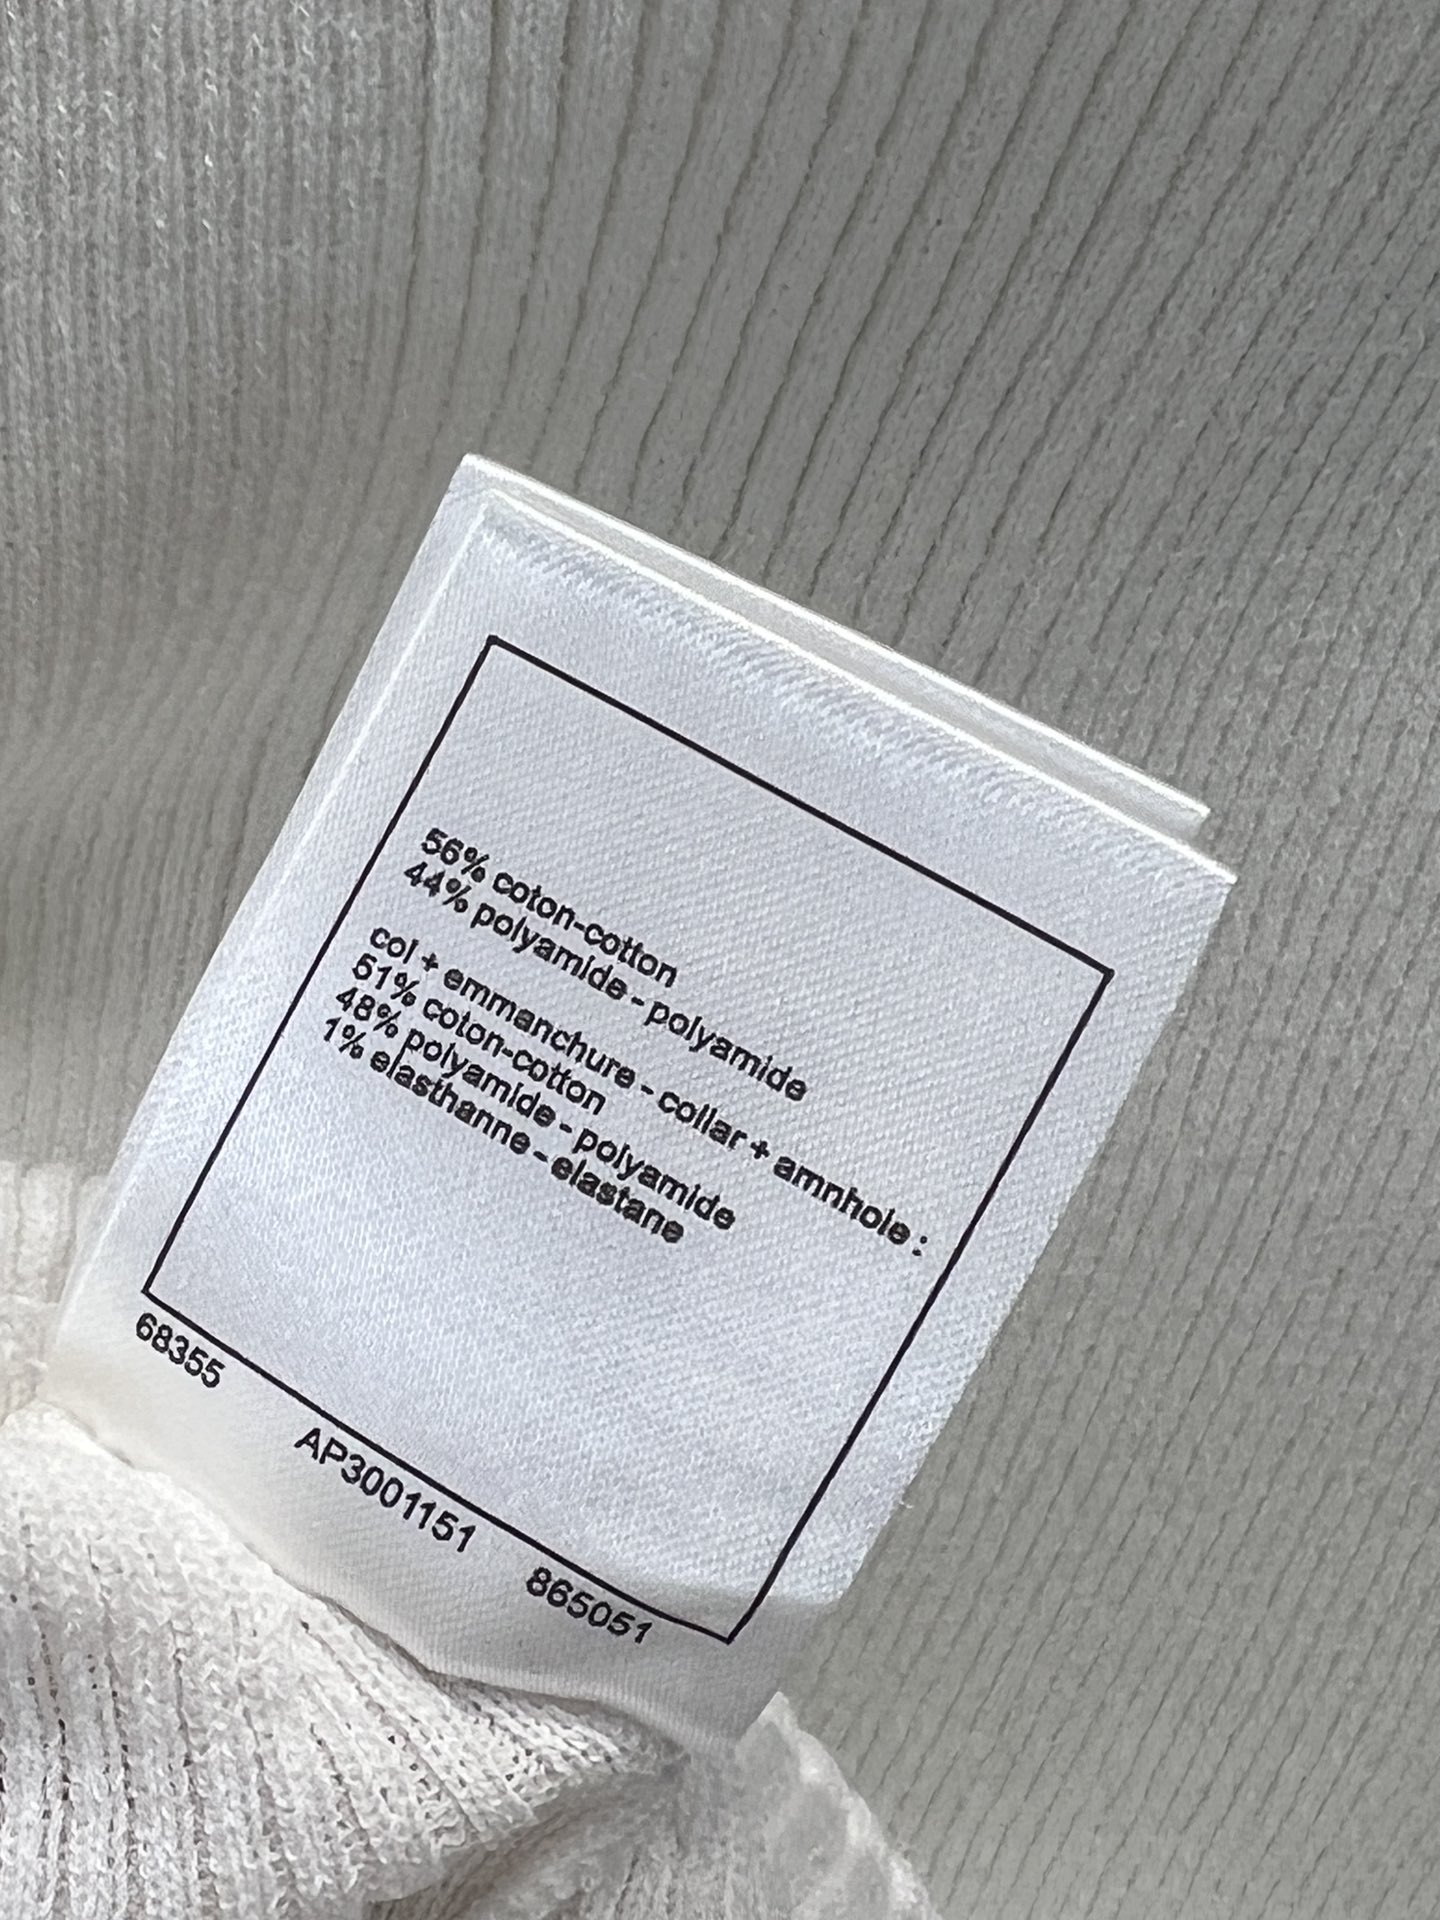 56% coton-cotton
44% polyamide - polyamide
col + emmanchure - collar + amnhole :
51% coton-cotton
48% polyamide - polyamide
1% elasthanne - elastane
68355
AP3001151
865051